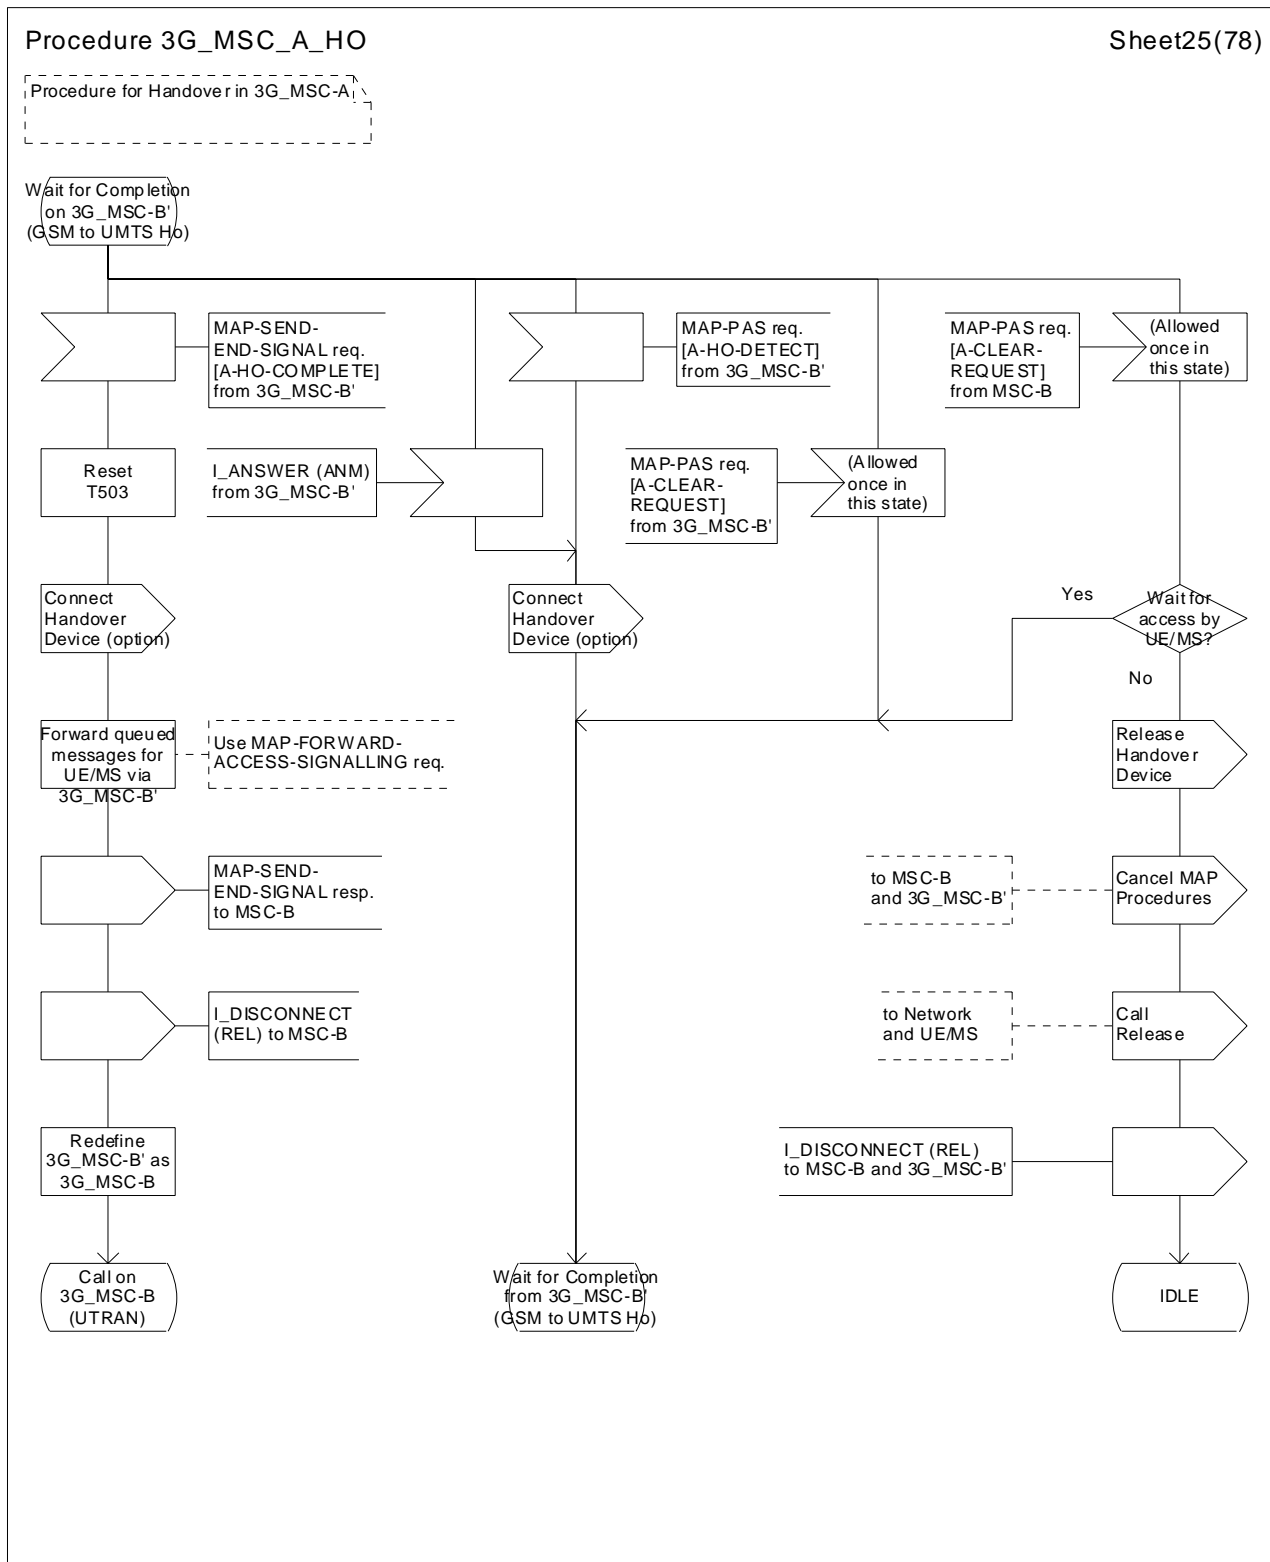 Procedure 3G_MSC_A_HO
Sheet25(78)
Procedure for Handover in 3G_MSC-A
Wait for Completion
on 3G_MSC-B'
(GSM to UMTS Ho)
MAP-SEND-
END-SIGNAL req.
[A-HO-COMPLETE]
from 3G_MSC-B'
MAP-PAS req.
[A-HO-DETECT]
from 3G_MSC-B'
MAP-PAS req.
[A-CLEAR-
REQUEST]
from MSC-B
(Allowed
once in
this state)
Reset
T503
I_ANSWER (ANM)
from 3G_MSC-B'
MAP-PAS req.
[A-CLEAR-
REQUEST]
from 3G_MSC-B'
(Allowed
once in
this state)
Connect
Handover
Device (option)
Connect
Handover
Device (option)
Yes
Wait for
access by
UE/MS?
No
Forward queued
messages for
UE/MS via
3G_MSC-B'
Use MAP-FORWARD-
ACCESS-SIGNALLING req.
Release
Handover
Device
MAP-SEND-
END-SIGNAL resp.
to MSC-B
to MSC-B
and 3G_MSC-B'
Cancel MAP
Procedures
I_DISCONNECT
(REL) to MSC-B
to Network
and UE/MS
Call
Release
Redefine
3G_MSC-B' as
3G_MSC-B
I_DISCONNECT (REL)
to MSC-B and 3G_MSC-B'
Call on
3G_MSC-B
(UTRAN)
Wait for Completion
from 3G_MSC-B'
(GSM to UMTS Ho)
IDLE